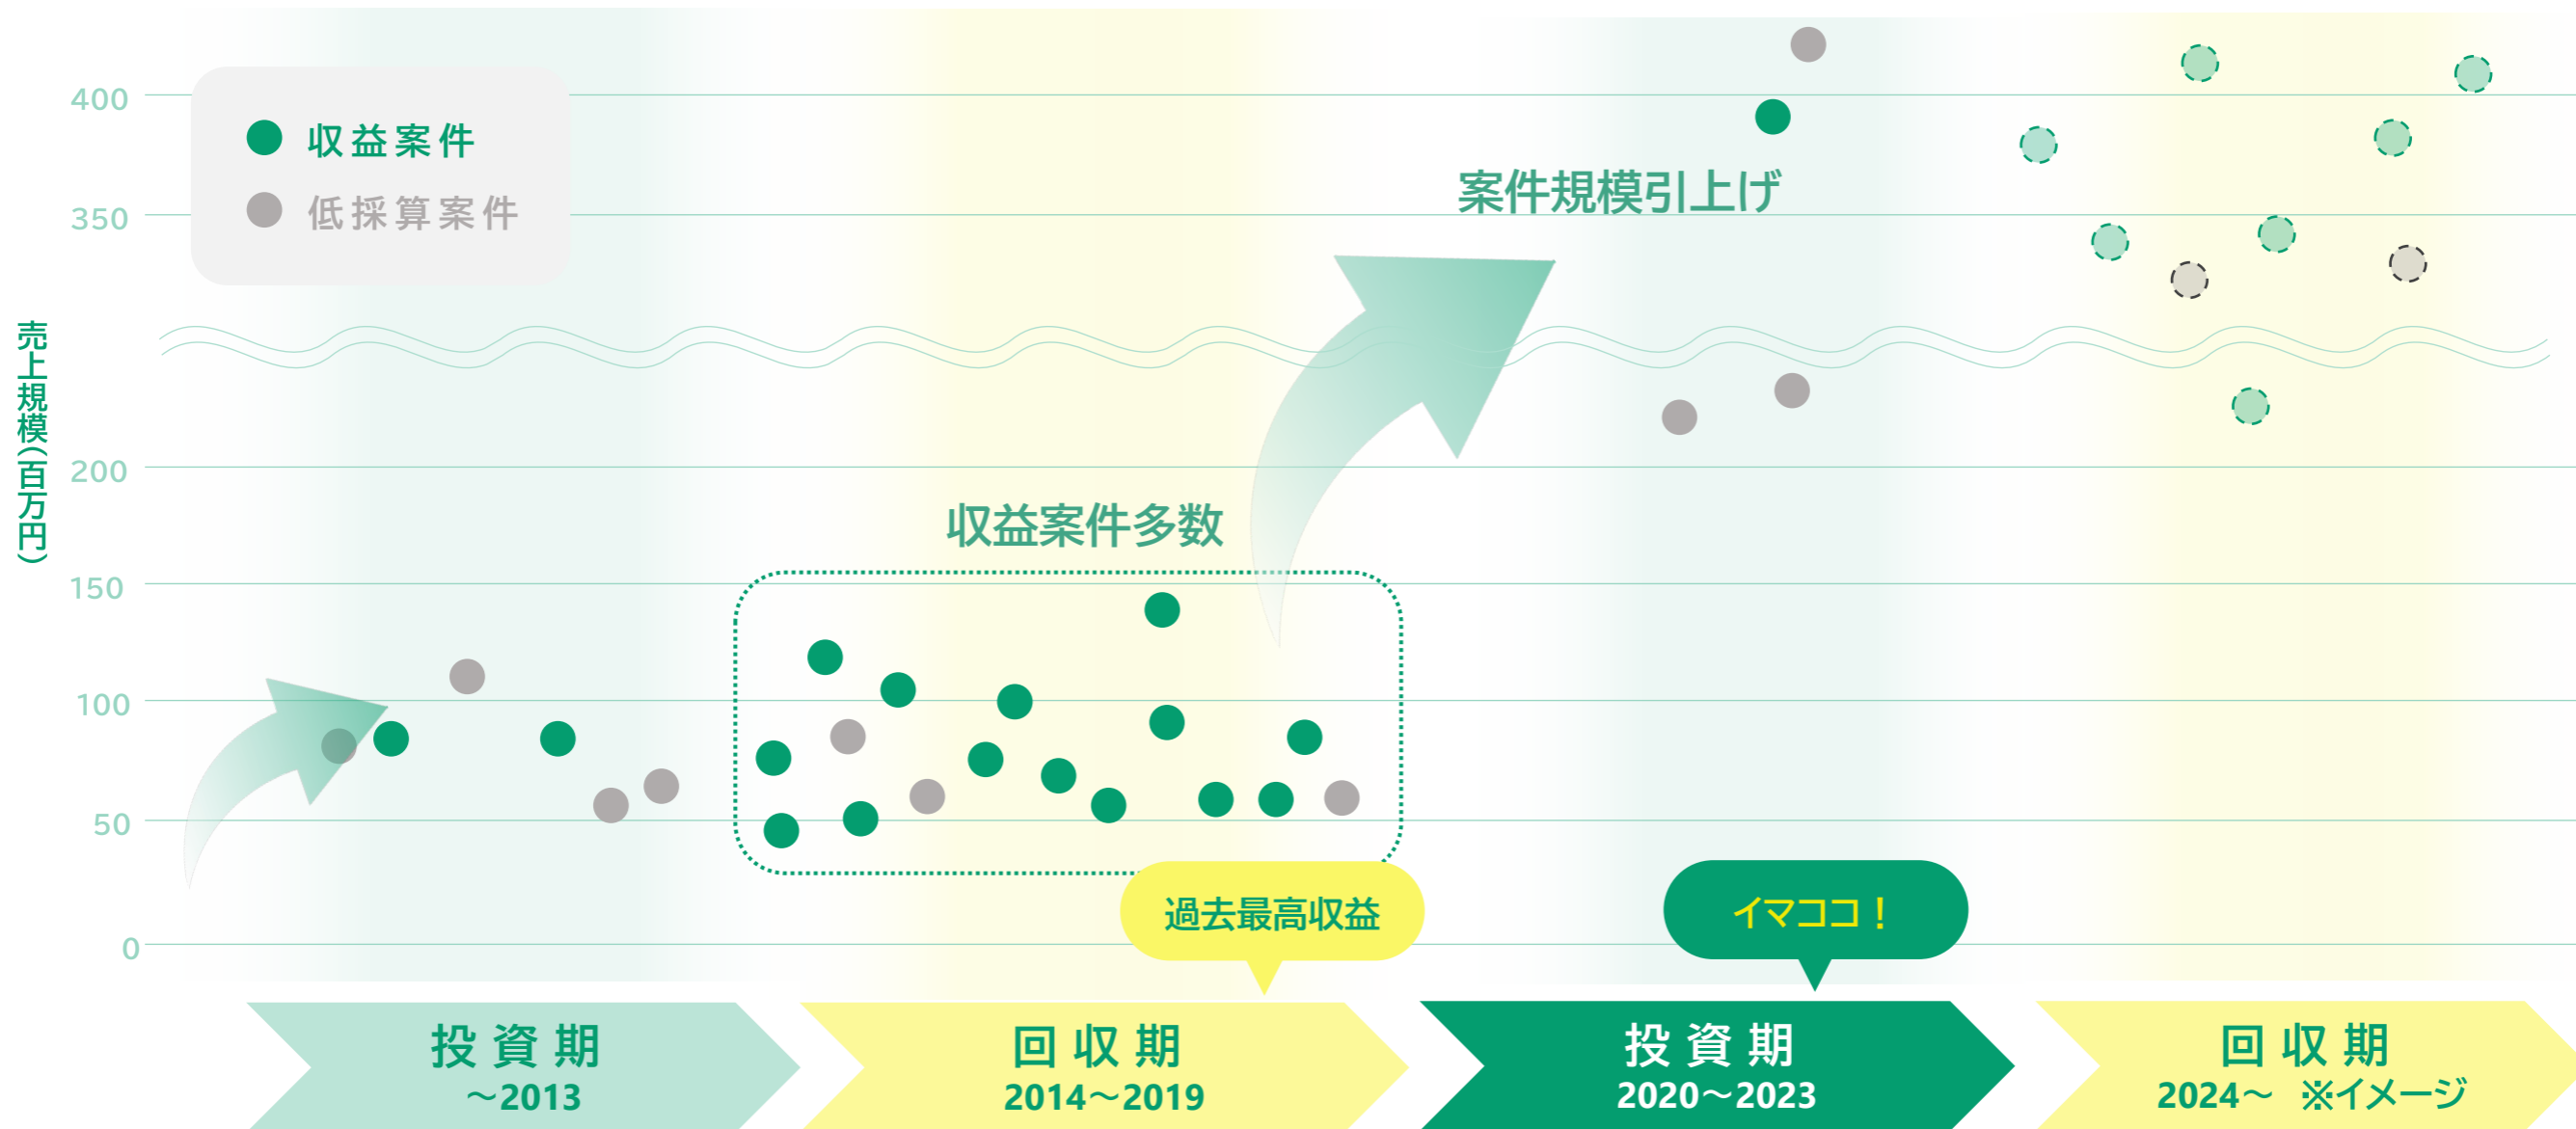 収益案件
低採算案件
売上規模(百万円)
400
350
200
150
100
50
0
案件規模引上げ
収益案件多数
過去最高収益
イマココ！
投資期
～2013
回収期
2014～2019
投資期
2020～2023
回収期
2024～ ※イメージ